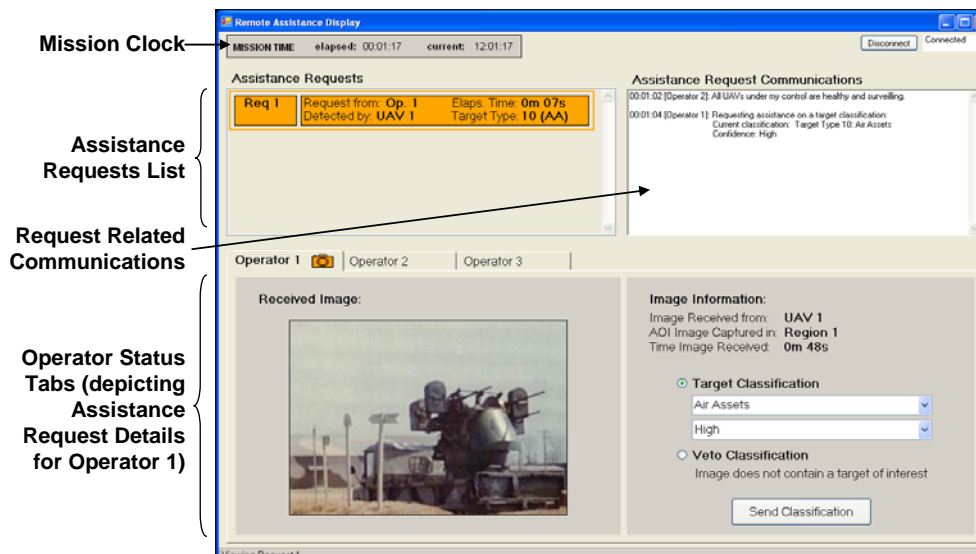 Remote Assistance Display
Mission Clock
MISSION TIME elapsed: 00:01:17 current: 12:01:17
Disconnect
Connected
Assistance Requests
Assistance Request Communications
Req 1
Request from: Op. 1 Elaps. Time: 0m 07s
Detected by: UAV 1 Target Type: 10 (AA)
00:01:02 [Operator 2]: All UAVs under my control are healthy and surveilling.
00:01:04 [Operator 1]: Requesting assistance on a target classification:
Current classification: Target Type 10: Air Assets
Confidence: High
Assistance
Requests List
Request Related
Communications
Operator 1
Operator 2
Operator 3
Operator Status
Tabs (depicting
Assistance
Request Details
for Operator 1)
Received Image:
Image Information:
Image Received from: UAV 1
AOI Image Captured in: Region 1
Time Image Received: 0m 48s
Target Classification
Air Assets
High
Veto Classification
Image does not contain a target of interest
Send Classification
Viewing Request 1